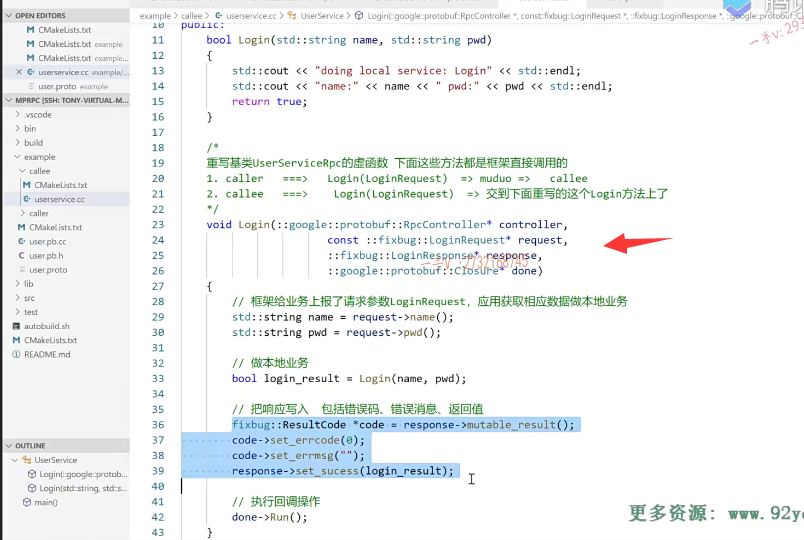 OPEN EDITORS
CMakeLists.txt
CMakeLists.txt example
CMakeLists.txt example...
userservice.cc example/...
user.proto example
MPRPC [SSH: TONY-VIRTUAL-M...
.vscode
bin
build
example
callee
CMakeLists.txt
userservice.cc
caller
CMakeLists.txt
user.pb.cc
user.pb.h
user.proto
lib
src
test
autobuild.sh
CMakeLists.txt
README.md
OUTLINE
UserService
Login(::google::protob...
Login(std::string, std::s...
main()
example > callee > userservice.cc > UserService > Login(::google::protobuf::RpcController *, const::fixbug::LoginRequest *, ::fixbug::LoginResponse *, ::google::protobuf::
10 public:
11 bool Login(std::string name, std::string pwd)
12 {
13 std::cout << "doing local service: Login" << std::endl;
14 std::cout << "name:" << name << " pwd:" << pwd << std::endl;
15 return true;
16 }
17
18 /*
19 重写基类UserServiceRpc的虚函数 下面这些方法都是框架直接调用的
20 1. caller ===> Login(LoginRequest) => muduo => callee
21 2. callee ===> Login(LoginRequest) => 交到下面重写的这个Login方法上了
22 */
23 void Login(::google::protobuf::RpcController* controller,
24 const ::fixbug::LoginRequest* request,
25 ::fixbug::LoginResponse* response,
26 ::google::protobuf::Closure* done)
27 {
28 // 框架给业务上报了请求参数LoginRequest, 应用获取相应数据做本地业务
29 std::string name = request->name();
30 std::string pwd = request->pwd();
31
32 // 做本地业务
33 bool login_result = Login(name, pwd);
34
35 // 把响应写入 包括错误码、错误消息、返回值
36 fixbug::ResultCode *code = response->mutable_result();
37 code->set_errcode(0);
38 code->set_errmsg("");
39 response->set_sucess(login_result);
40
41 // 执行回调操作
42 done->Run();
43 }
更多资源: www.92y